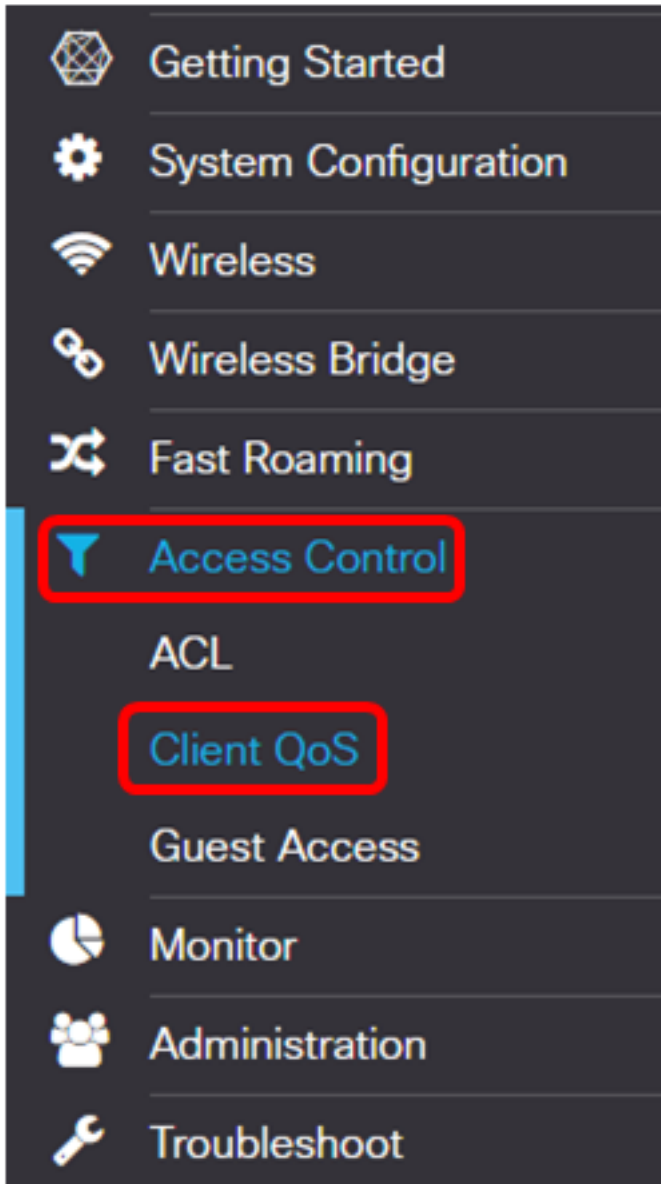 Getting Started
System Configuration
Wireless
Wireless Bridge
Fast Roaming
Access Control
ACL
Client QoS
Guest Access
Monitor
Administration
Troubleshoot